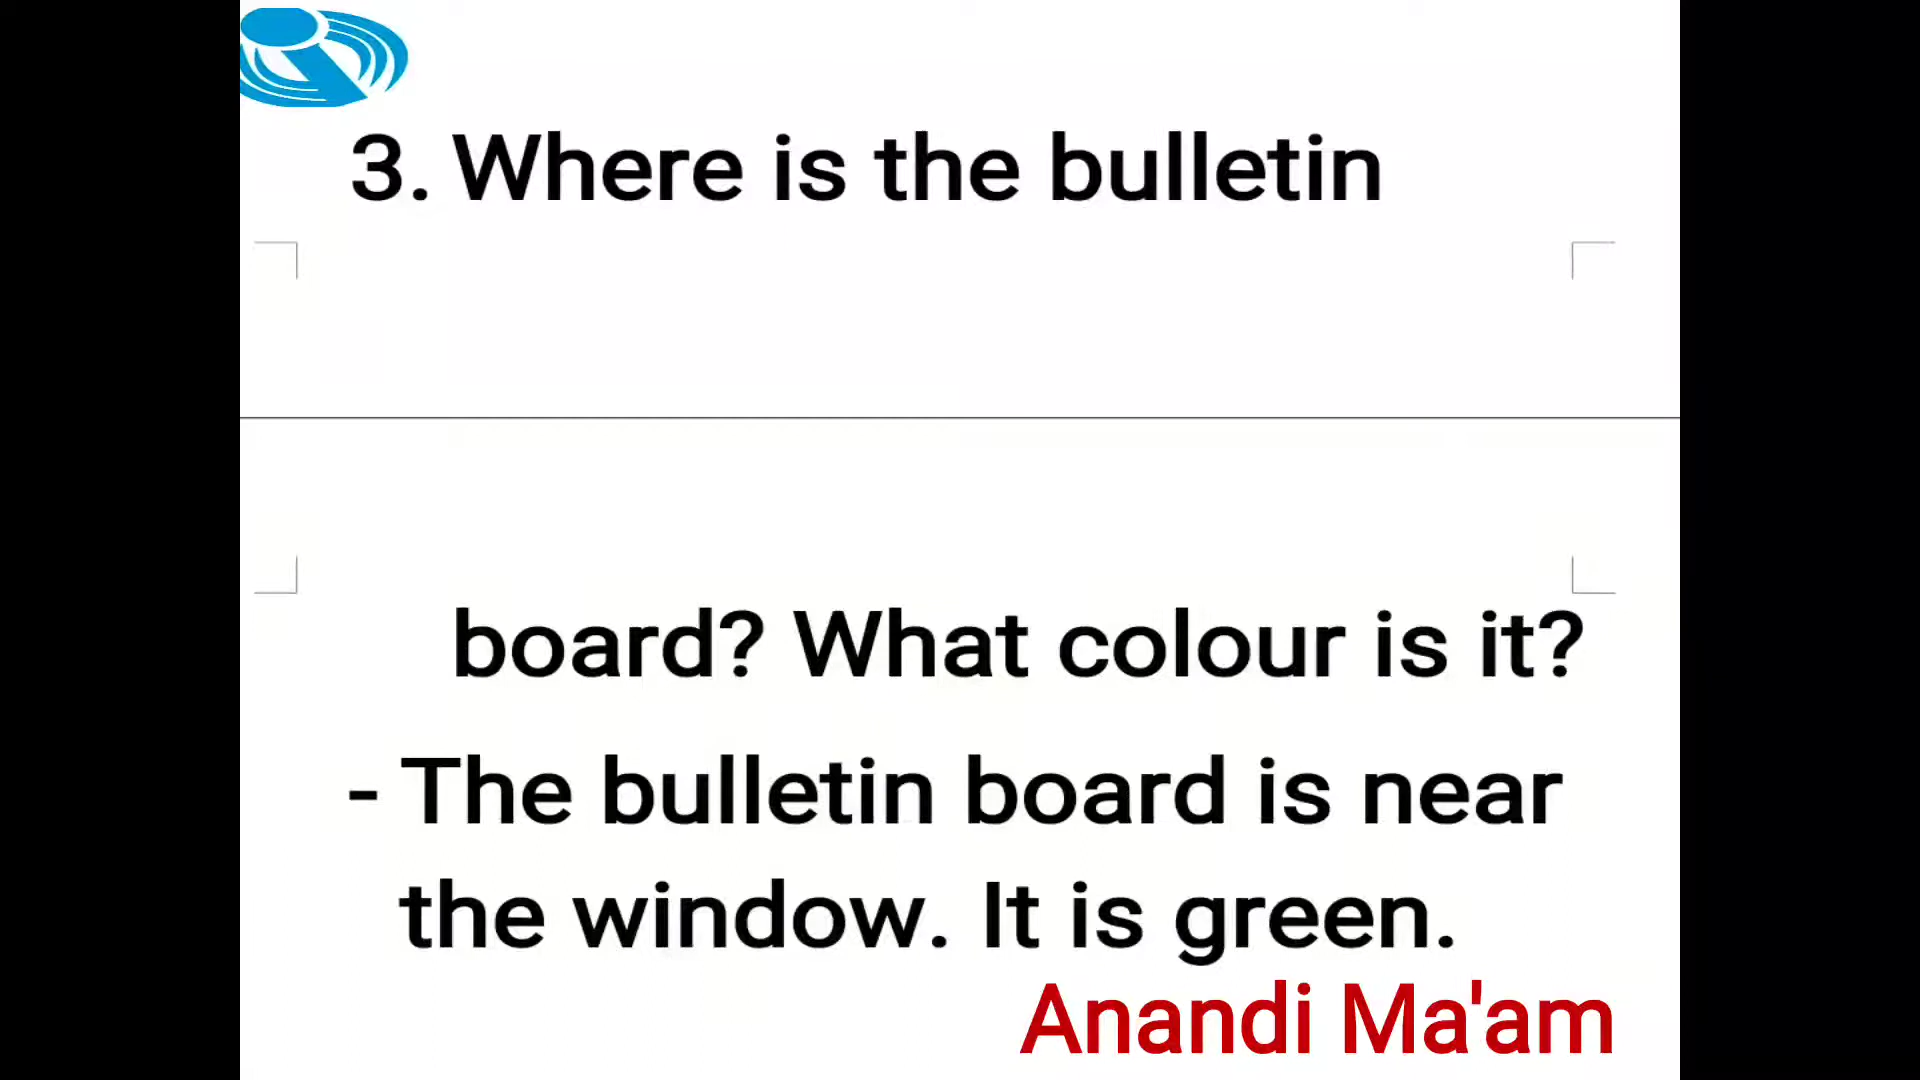 3. Where is the bulletin
board? What colour is it?
- The bulletin board is near
the window. It is green.
Anandi Ma'am